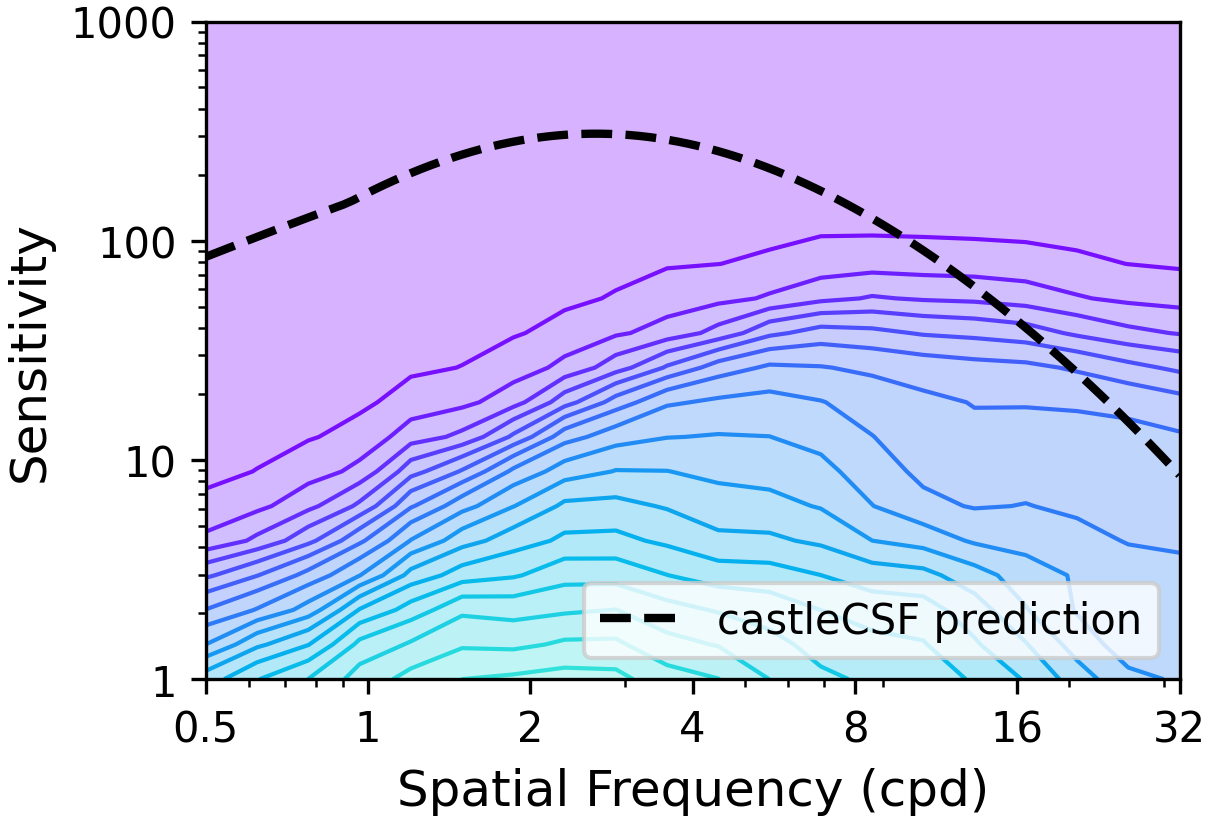 1000
100
10
1
Sensitivity
castleCSF prediction
0.5 1 2 4 8 16 32
Spatial Frequency (cpd)